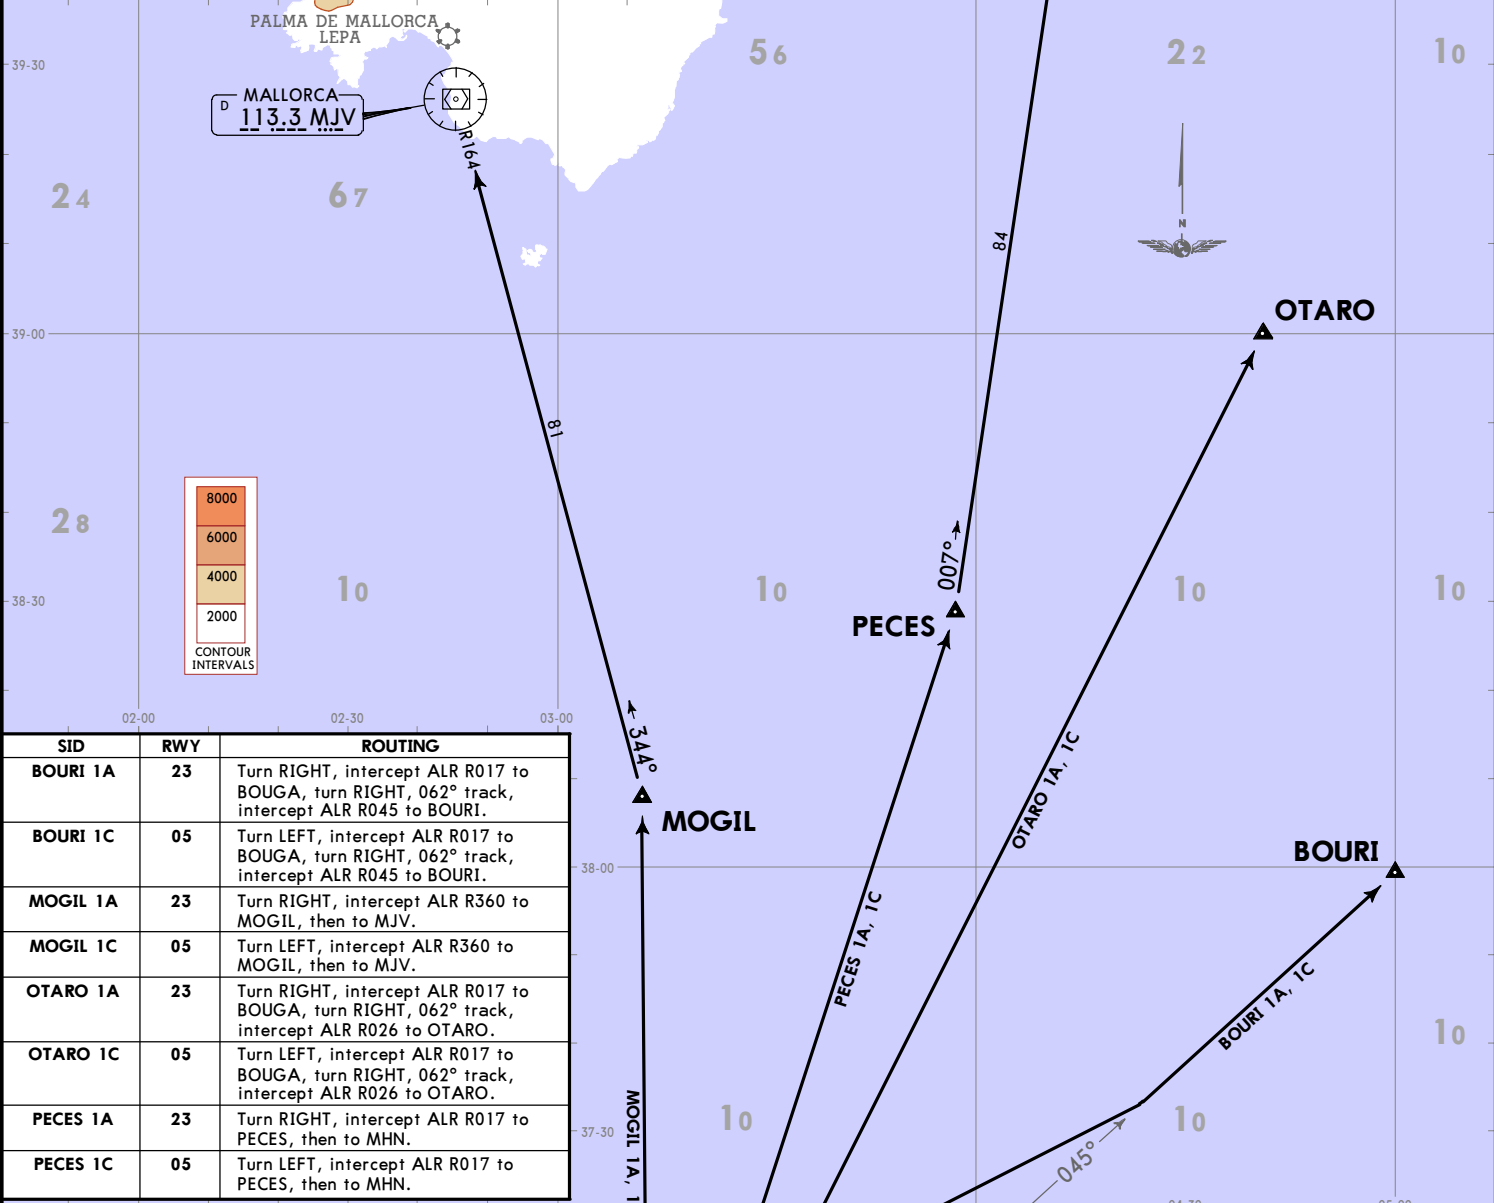 PALMA DE MALLORCA
LEPA
56
22
10
39-30
MALLORCA
D 113.3 MJV
R164
24
67
84
N
OTARO
39-00
81
8000
6000
4000
2000
CONTOUR
INTERVALS
28
10
10
007°
10
10
38-30
PECES
02-00
02-30
03-00
344°
MOGIL
OTARO 1A, 1C
BOURI
38-00
PECES 1A, 1C
BOURI 1A, 1C
10
MOGIL 1A, 1
10
10
37-30
045°
SID RWY ROUTING
BOURI 1A 23 Turn RIGHT, intercept ALR R017 to
BOUGA, turn RIGHT, 062° track,
intercept ALR R045 to BOURI.
BOURI 1C 05 Turn LEFT, intercept ALR R017 to
BOUGA, turn RIGHT, 062° track,
intercept ALR R045 to BOURI.
MOGIL 1A 23 Turn RIGHT, intercept ALR R360 to
MOGIL, then to MJV.
MOGIL 1C 05 Turn LEFT, intercept ALR R360 to
MOGIL, then to MJV.
OTARO 1A 23 Turn RIGHT, intercept ALR R017 to
BOUGA, turn RIGHT, 062° track,
intercept ALR R026 to OTARO.
OTARO 1C 05 Turn LEFT, intercept ALR R017 to
BOUGA, turn RIGHT, 062° track,
intercept ALR R026 to OTARO.
PECES 1A 23 Turn RIGHT, intercept ALR R017 to
PECES, then to MHN.
PECES 1C 05 Turn LEFT, intercept ALR R017 to
PECES, then to MHN.